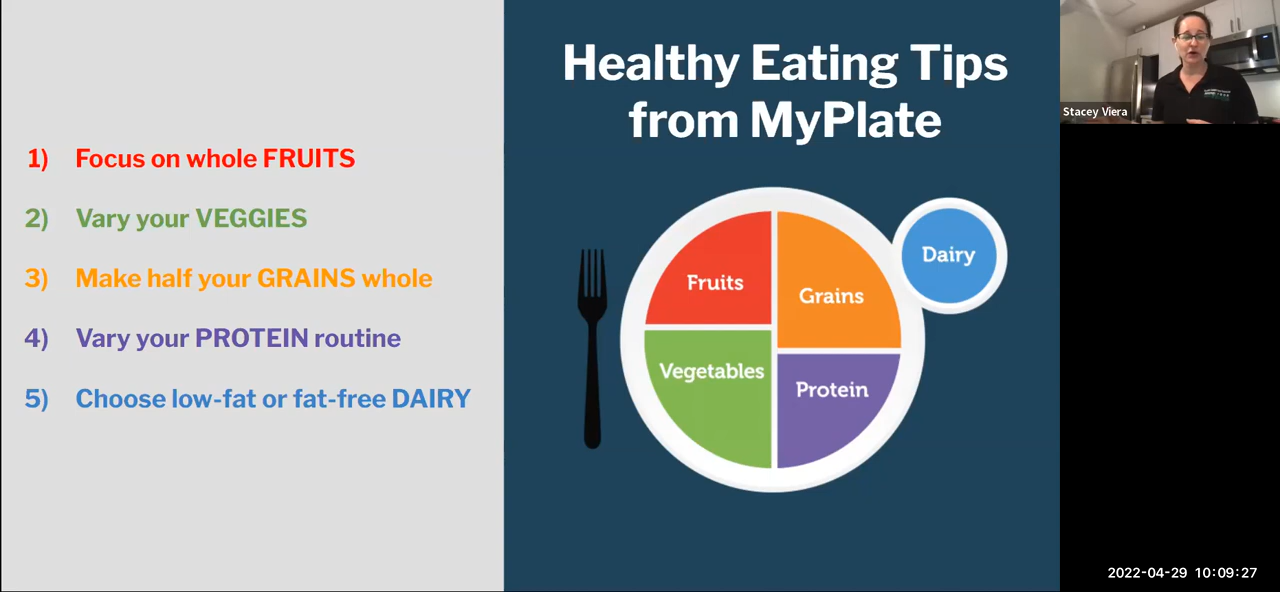 1) Focus on whole FRUITS
2) Vary your VEGGIES
3) Make half your GRAINS whole
4) Vary your PROTEIN routine
5) Choose low-fat or fat-free DAIRY
Healthy Eating Tips
from MyPlate
Fruits
Grains
Dairy
Vegetables
Protein
Stacey Viera
2022-04-29 10:09:27